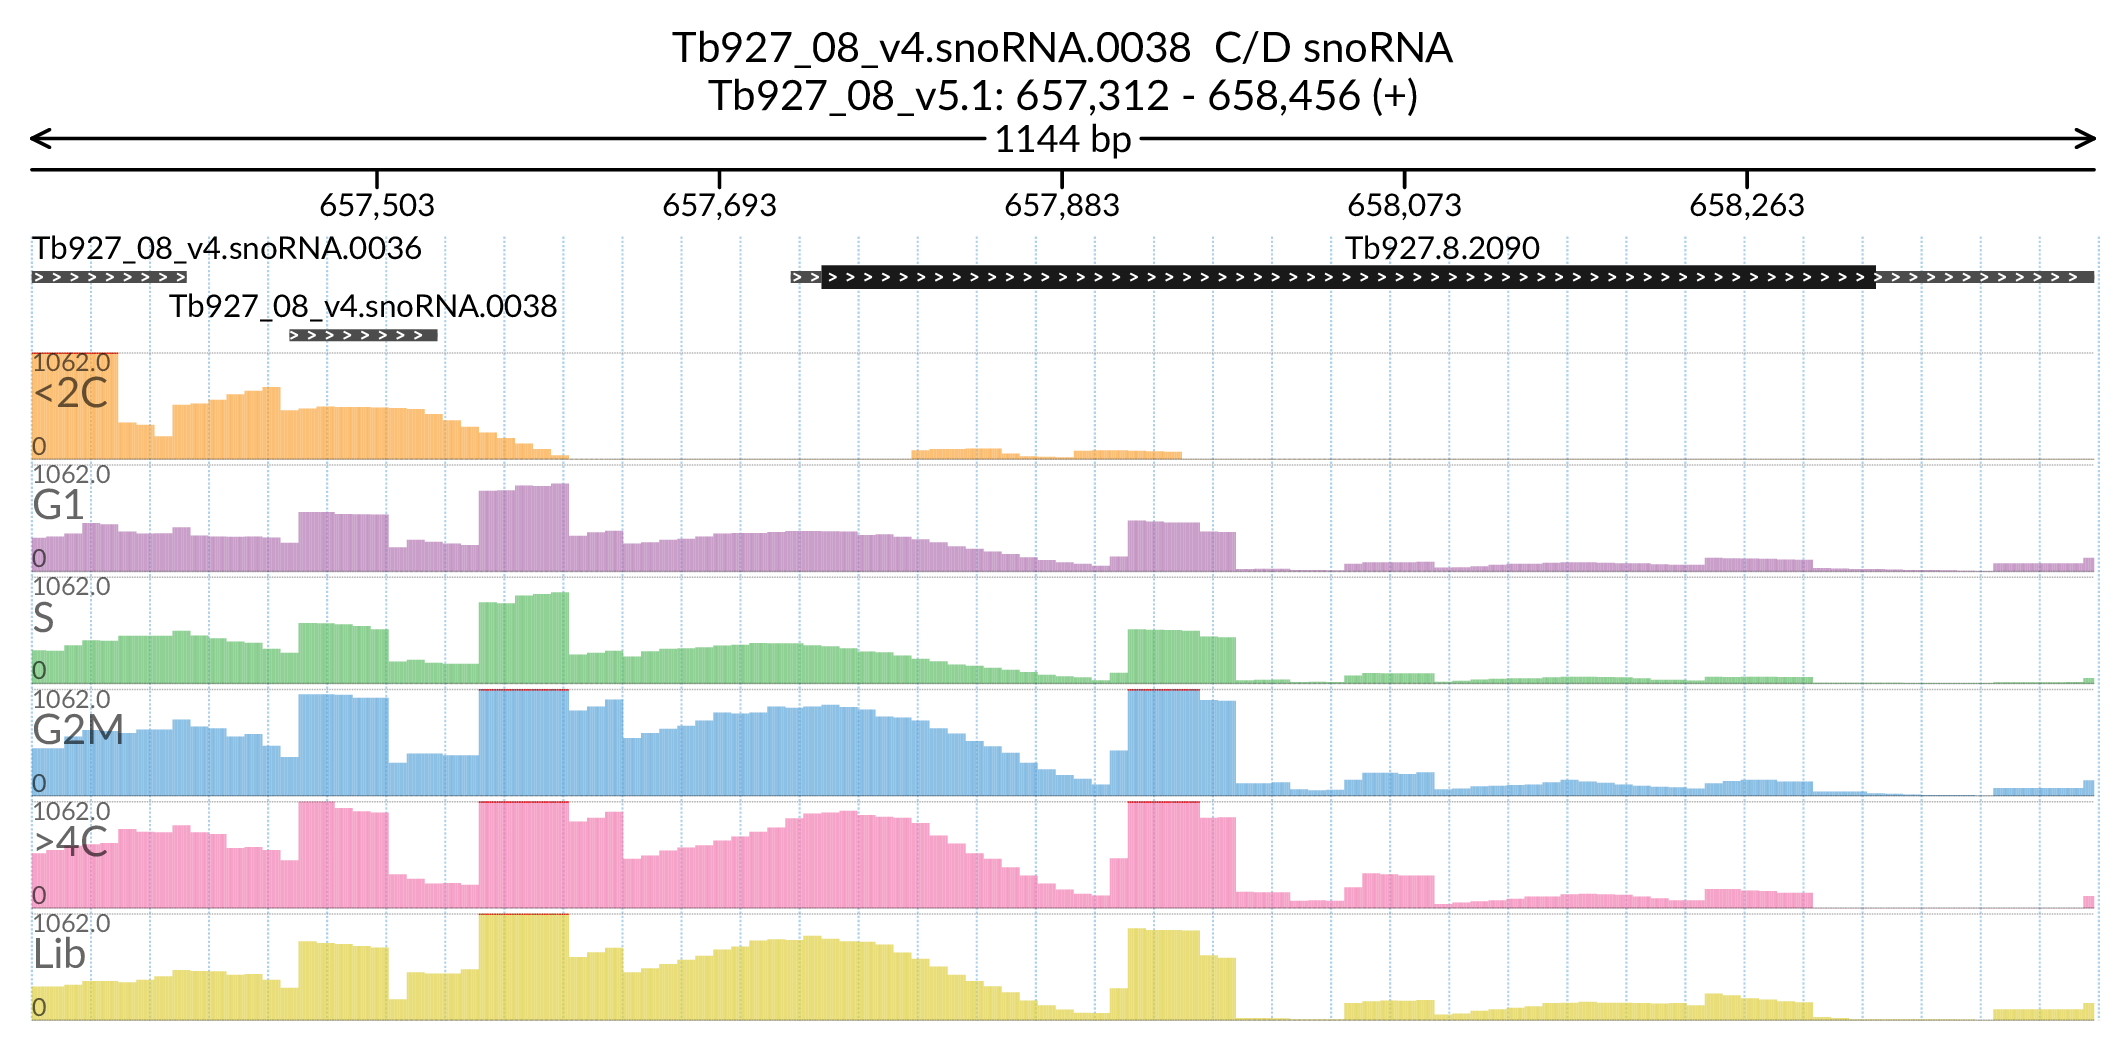 Tb927_08_v4.snoRNA.0038  C/D snoRNA
Tb927_08_v5.1: 657,312 - 658,456 (+)
1144 bp
657,503 657,693 657,883 658,073 658,263
Tb927_08_v4.snoRNA.0036 Tb927.8.2090
Tb927_08_v4.snoRNA.0038
1062.0
<2C
0
1062.0
G1
0
1062.0
S
0
1062.0
G2M
0
1062.0
>4C
0
1062.0
Lib
0